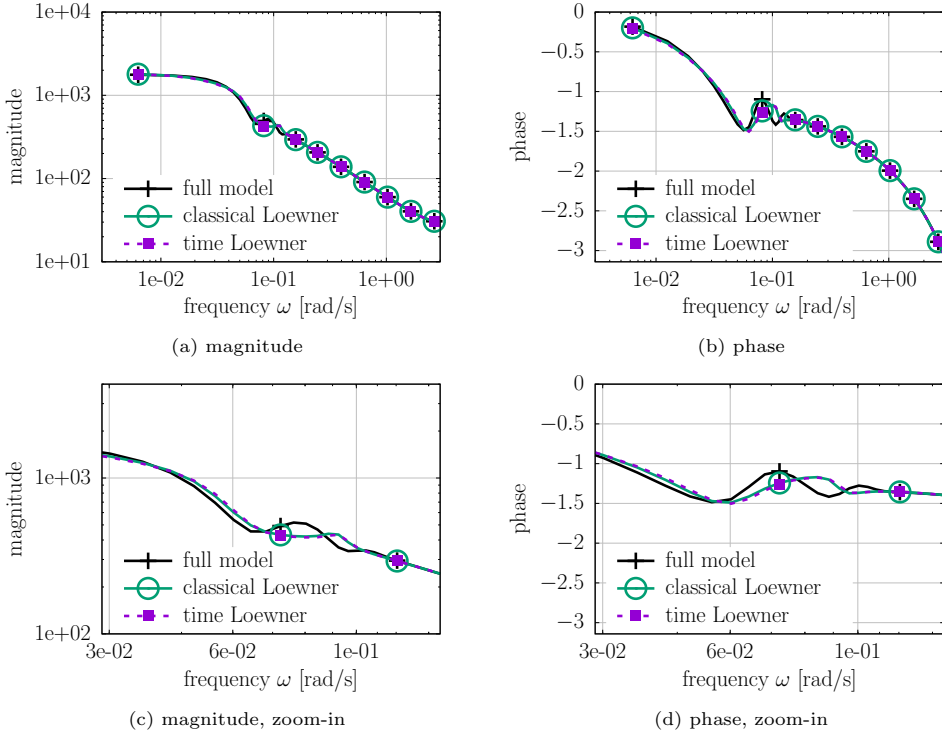 1e+04
1e+03
1e+02
1e+01
magnitude
full model
classical Loewner
time Loewner
1e-02 1e-01 1e+00
frequency ω [rad/s]
(a) magnitude
0
−0.5
−1
−1.5
−2
−2.5
−3
phase
full model
classical Loewner
time Loewner
1e-02 1e-01 1e+00
frequency ω [rad/s]
(b) phase
1e+03
1e+02
magnitude
full model
classical Loewner
time Loewner
3e-02 6e-02 1e-01
frequency ω [rad/s]
(c) magnitude, zoom-in
0
−0.5
−1
−1.5
−2
−2.5
−3
phase
full model
classical Loewner
time Loewner
3e-02 6e-02 1e-01
frequency ω [rad/s]
(d) phase, zoom-in